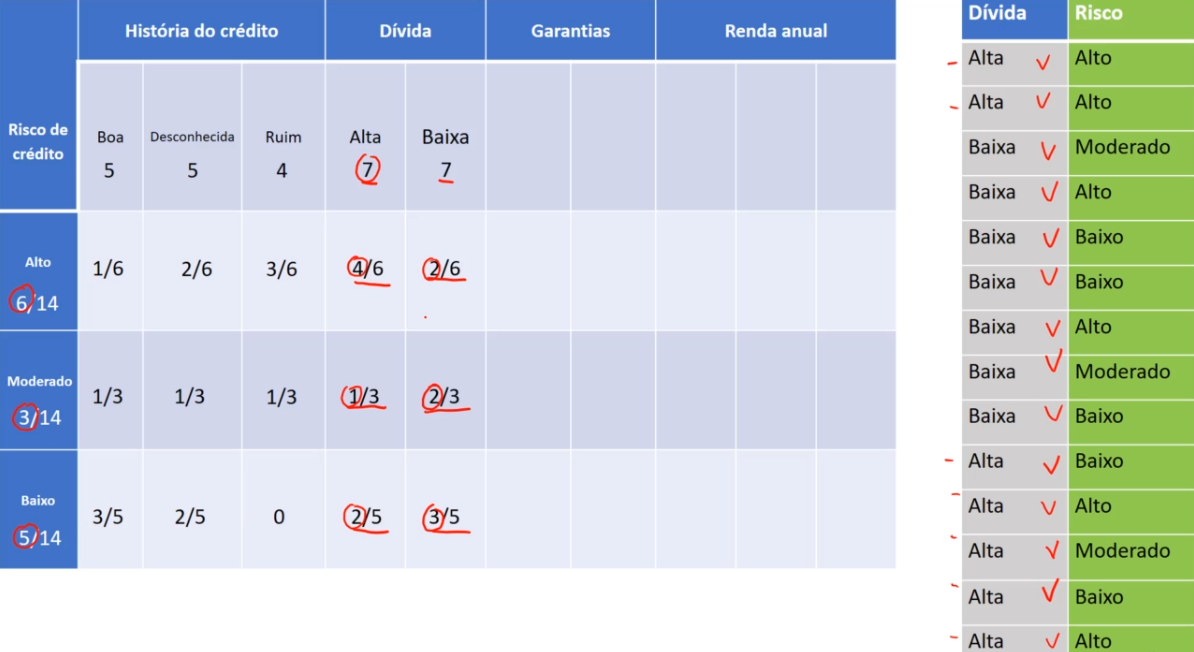 História do crédito Dívida Garantias Renda anual
Risco de crédito
Boa Desconhecida Ruim Alta Baixa
5 5 4 7 7
Alto
6/14
1/6 2/6 3/6 4/6 2/6
Moderado
3/14
1/3 1/3 1/3 1/3 2/3
Baixo
5/14
3/5 2/5 0 2/5 3/5
Dívida Risco
Alta Alto
Alta Alto
Baixa Moderado
Baixa Alto
Baixa Baixo
Baixa Baixo
Baixa Alto
Baixa Moderado
Baixa Baixo
Alta Baixo
Alta Alto
Alta Moderado
Alta Baixo
Alta Alto